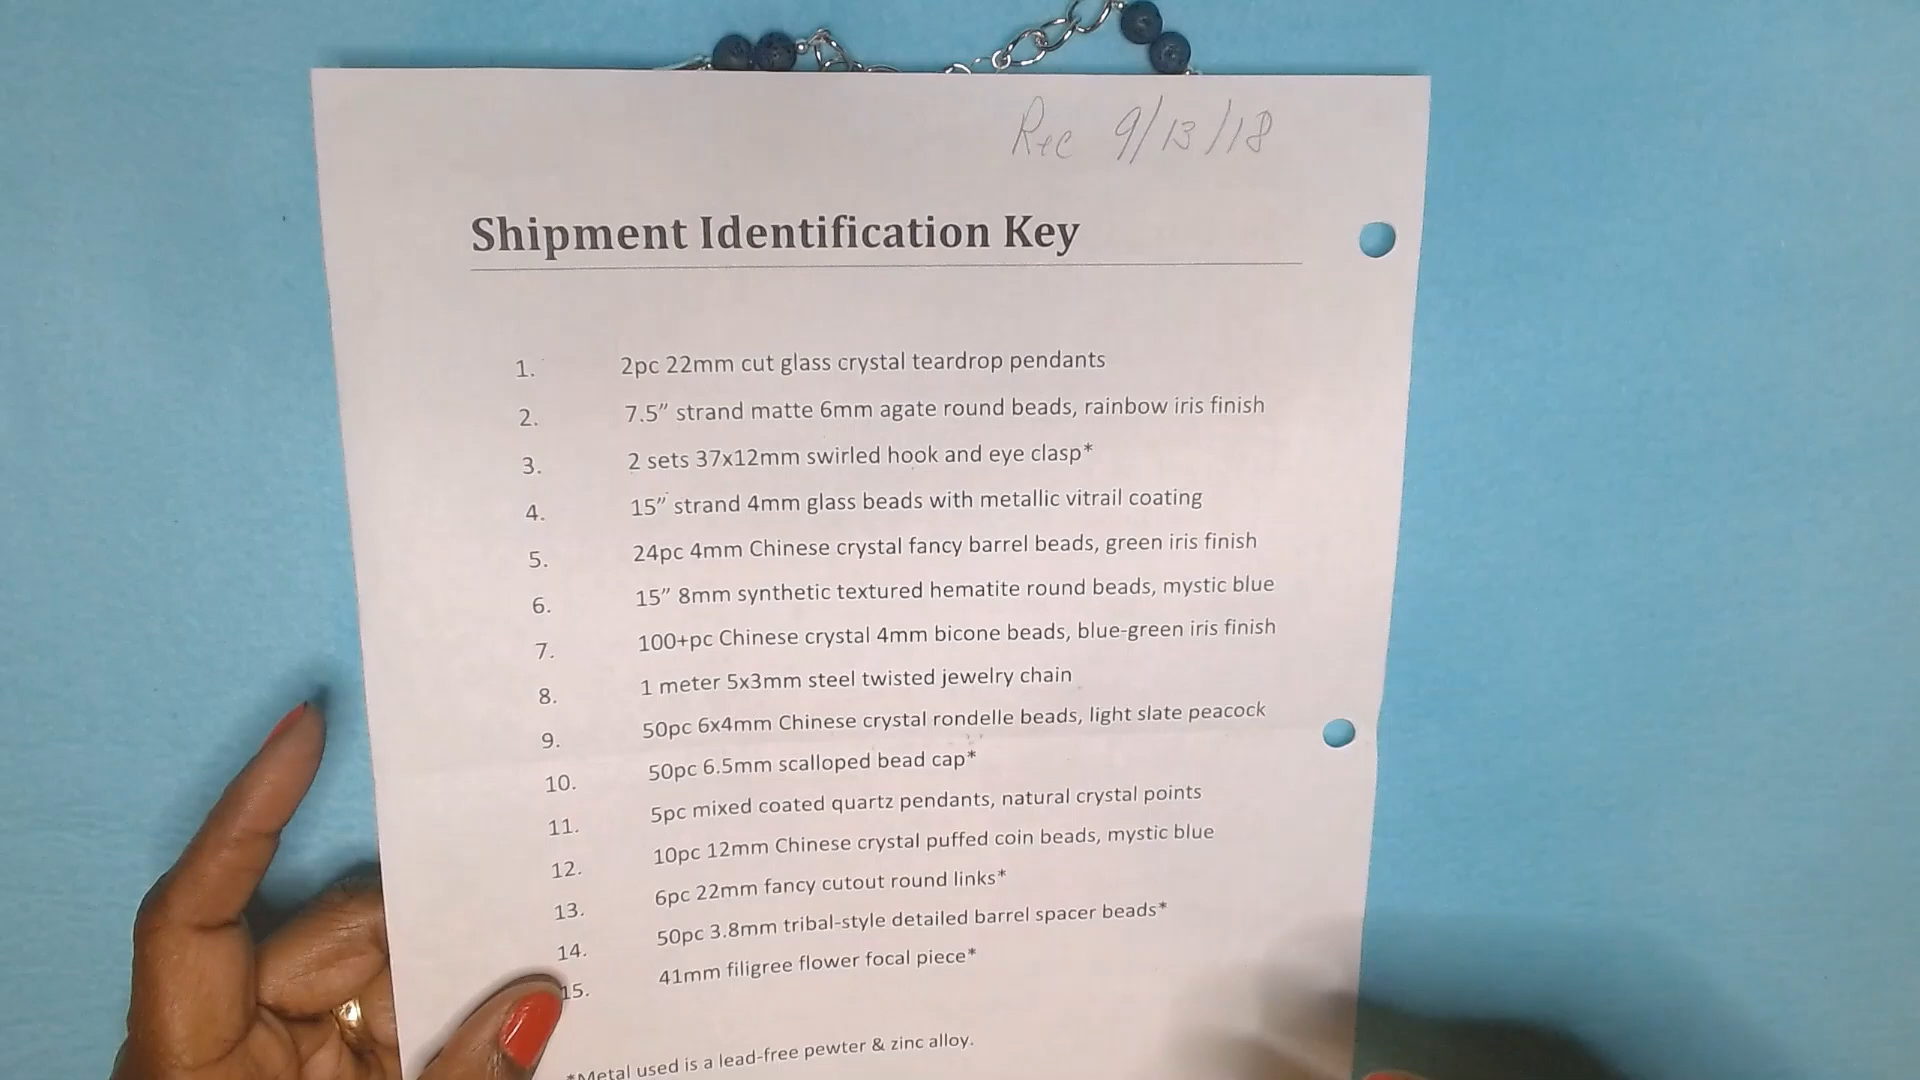 Rec 9/13/18
Shipment Identification Key
1. 2pc 22mm cut glass crystal teardrop pendants
2. 7.5” strand matte 6mm agate round beads, rainbow iris finish
3. 2 sets 37x12mm swirled hook and eye clasp*
4. 15” strand 4mm glass beads with metallic vitrail coating
5. 24pc 4mm Chinese crystal fancy barrel beads, green iris finish
6. 15” 8mm synthetic textured hematite round beads, mystic blue
7. 100+pc Chinese crystal 4mm bicone beads, blue-green iris finish
8. 1 meter 5x3mm steel twisted jewelry chain
9. 50pc 6x4mm Chinese crystal rondelle beads, light slate peacock
10. 50pc 6.5mm scalloped bead cap*
11. 5pc mixed coated quartz pendants, natural crystal points
12. 10pc 12mm Chinese crystal puffed coin beads, mystic blue
13. 6pc 22mm fancy cutout round links*
14. 50pc 3.8mm tribal-style detailed barrel spacer beads*
15. 41mm filigree flower focal piece*
*Metal used is a lead-free pewter & zinc alloy.